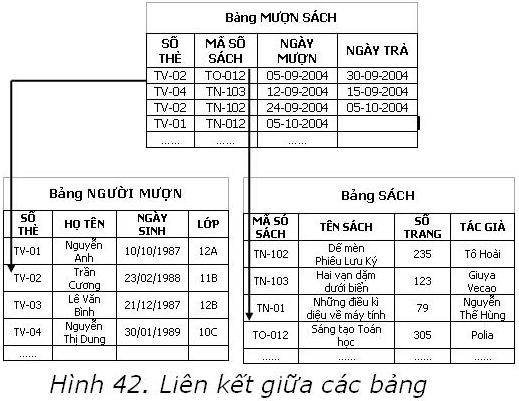 Bảng MƯỢN SÁCH
SỐ THẺ MÃ SỐ SÁCH NGÀY MƯỢN NGÀY TRẢ
TV-02 TO-012 05-09-2004 30-09-2004
TV-04 TN-103 12-09-2004 15-09-2004
TV-02 TN-102 24-09-2004 05-10-2004
TV-01 TN-012 05-10-2004
...... ...... ......
Bảng NGƯỜI MƯỢN
SỐ THẺ HỌ TÊN NGÀY SINH LỚP
TV-01 Nguyễn Anh 10/10/1987 12A
TV-02 Trần Cương 23/02/1988 11B
TV-03 Lê Văn Bình 21/12/1987 12B
TV-04 Nguyễn Thị Dung 30/01/1989 10C
......
Bảng SÁCH
MÃ SỐ SÁCH TÊN SÁCH SỐ TRANG TÁC GIẢ
TN-102 Dế mèn Phiêu Lưu Ký 235 Tô Hoài
TN-103 Hai vạn dặm dưới biển 123 Giuya Vecao
TN-01 Những điều kì diệu về máy tính 79 Nguyễn Thế Hùng
TO-012 Sáng tạo Toán học 305 Polia
...... ...... ...... ......
Hình 42. Liên kết giữa các bảng